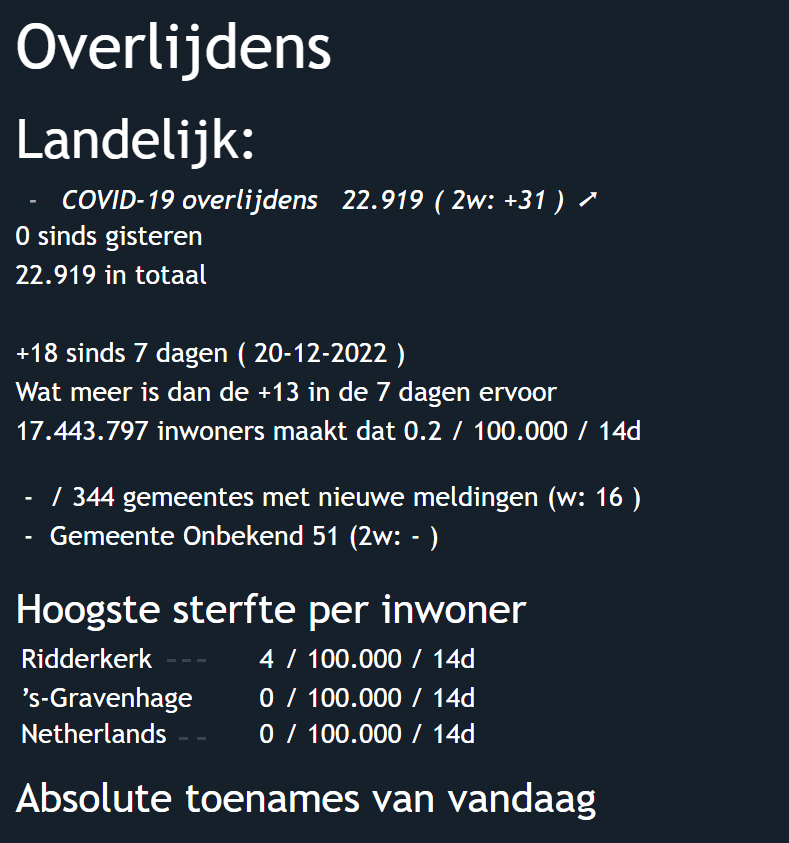 Overlijdens
Landelijk:
- COVID-19 overlijdens 22.919 ( 2w: +31 ) ➚
0 sinds gisteren
22.919 in totaal
+18 sinds 7 dagen ( 20-12-2022 )
Wat meer is dan de +13 in de 7 dagen ervoor
17.443.797 inwoners maakt dat 0.2 / 100.000 / 14d
- / 344 gemeentes met nieuwe meldingen (w: 16 )
- Gemeente Onbekend 51 (2w: - )
Hoogste sterfte per inwoner
Ridderkerk --- 4 / 100.000 / 14d
’s-Gravenhage 0 / 100.000 / 14d
Netherlands -- 0 / 100.000 / 14d
Absolute toenames van vandaag